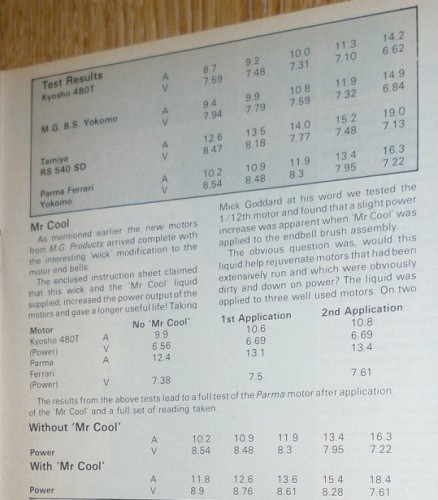 Test Results
Kyosho 480T A 8.7 9.2 10.0 11.3 14.2
V 7.59 7.48 7.31 7.10 6.62
M.G. B.S. Yokomo A 9.4 9.9 10.8 11.9 14.9
V 7.94 7.79 7.59 7.32 6.84
Tamiya A 12.6 13.5 14.0 15.2 19.0
RS 540 SD V 8.47 8.18 7.77 7.48 7.13
Parma Ferrari A 10.2 10.9 11.9 13.4 16.3
Yokomo V 8.54 8.48 8.3 7.95 7.22
Mr Cool
As mentioned earlier the new motors
from M.G. Products arrived complete with
the interesting 'wick' modification to the
motor end bells.
The enclosed instruction sheet claimed
that this wick and the 'Mr Cool' liquid
supplied, increased the power output of the
motors and gave a longer useful life! Taking
Mick Goddard at his word we tested the
1/12th motor and found that a slight power
increase was apparent when 'Mr Cool' was
applied to the endbell brush assembly.
The obvious question was, would this
liquid help rejuvenate motors that had been
extensively run and which were obviously
dirty and down on power? The liquid was
applied to three well used motors. On two
Motor No 'Mr Cool' 1st Application 2nd Application
Kyosho 480T A 9.9 10.6 10.8
(Power) V 6.56 6.69 6.69
Parma A 12.4 13.1 13.4
Ferrari
(Power) V 7.38 7.5 7.61
The results from the above tests lead to a full test of the Parma motor after application
of the 'Mr Cool' and a full set of reading taken.
Without 'Mr Cool'
A 10.2 10.9 11.9 13.4 16.3
Power V 8.54 8.48 8.3 7.95 7.22
With 'Mr Cool'
A 11.8 12.6 13.6 15.4 18.4
Power V 8.9 8.76 8.61 8.28 7.61